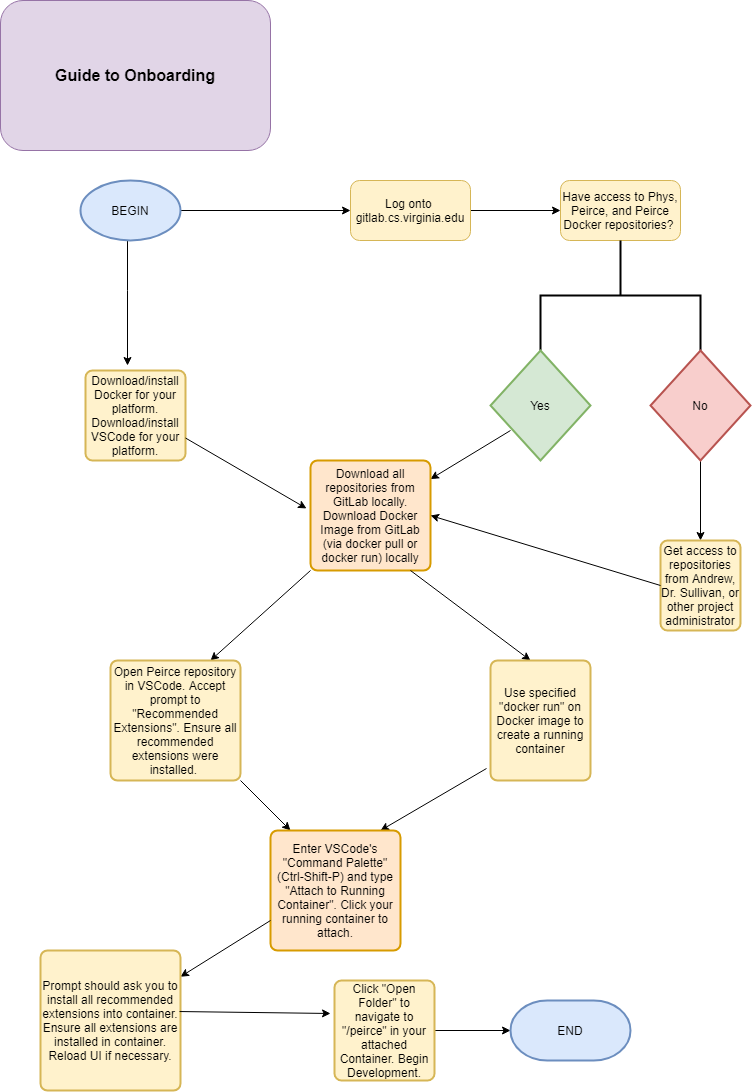 Guide to Onboarding
BEGIN
Log onto
gitlab.cs.virginia.edu
Have access to Phys,
Peirce, and Peirce
Docker repositories?
Download/install
Docker for your
platform.
Download/install
VSCode for your
platform.
Yes
No
Download all
repositories from
GitLab locally.
Download Docker
Image from GitLab
(via docker pull or
docker run) locally
Get access to
repositories
from Andrew,
Dr. Sullivan, or
other project
administrator
Open Peirce repository
in VSCode. Accept
prompt to
"Recommended
Extensions". Ensure all
recommended
extensions were
installed.
Use specified
"docker run" on
Docker image to
create a running
container
Enter VSCode's
"Command Palette"
(Ctrl-Shift-P) and type
"Attach to Running
Container". Click your
running container to
attach.
Prompt should ask you to
install all recommended
extensions into container.
Ensure all extensions are
installed in container.
Reload UI if necessary.
Click "Open
Folder" to
navigate to
"/peirce" in your
attached
Container. Begin
Development.
END